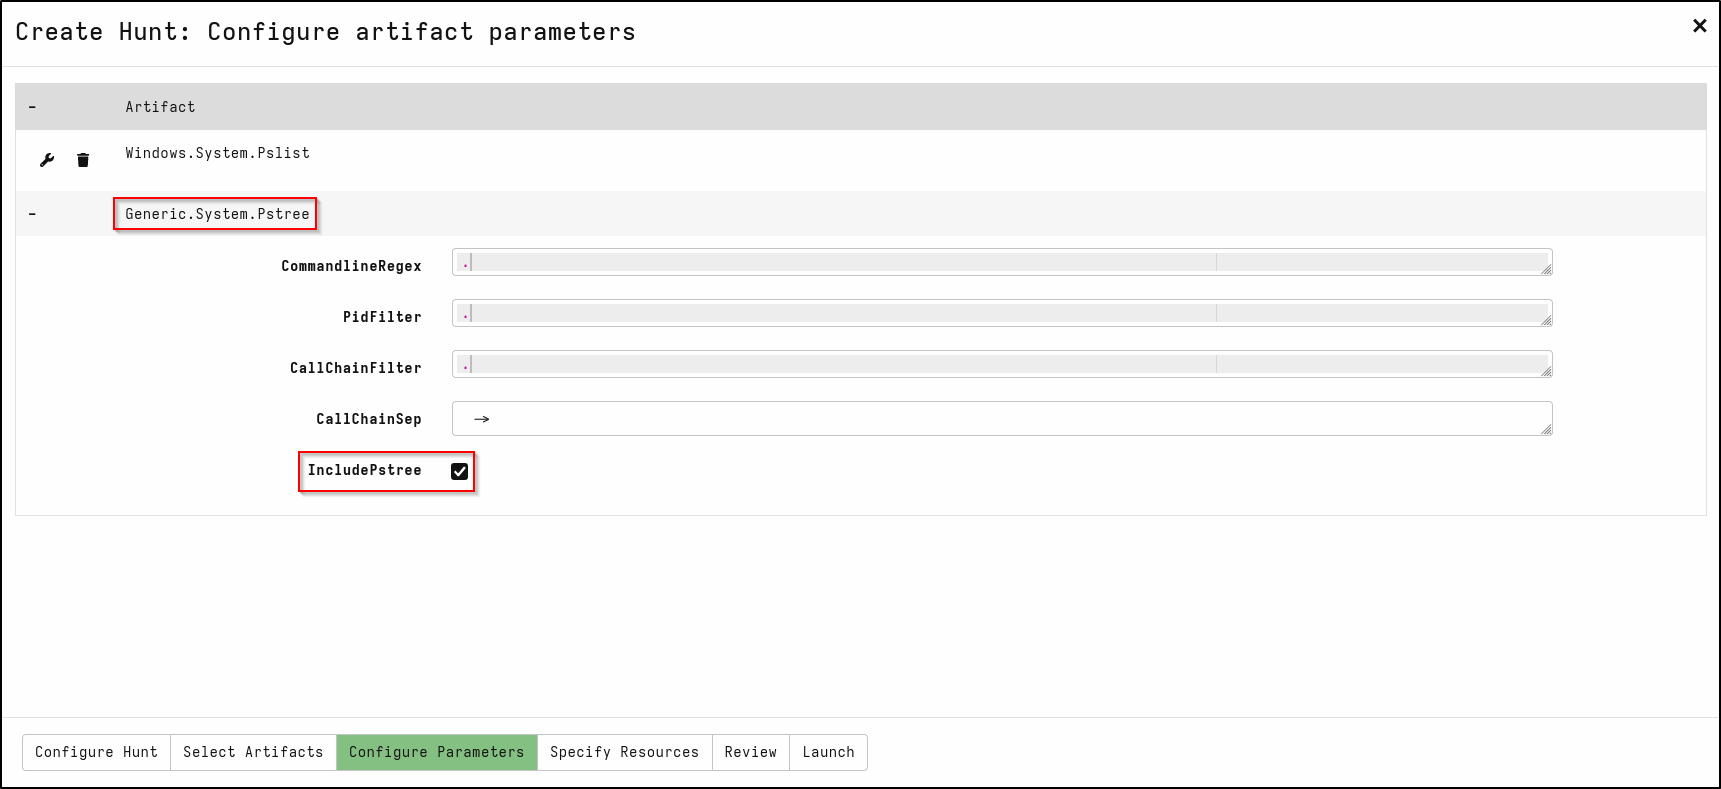 Create Hunt: Configure artifact parameters
- Artifact
Windows.System.Pslist
- Generic.System.Pstree
CommandlineRegex .
PidFilter .
CallChainFilter .
CallChainSep →
IncludePstree
Configure Hunt Select Artifacts Configure Parameters Specify Resources Review Launch